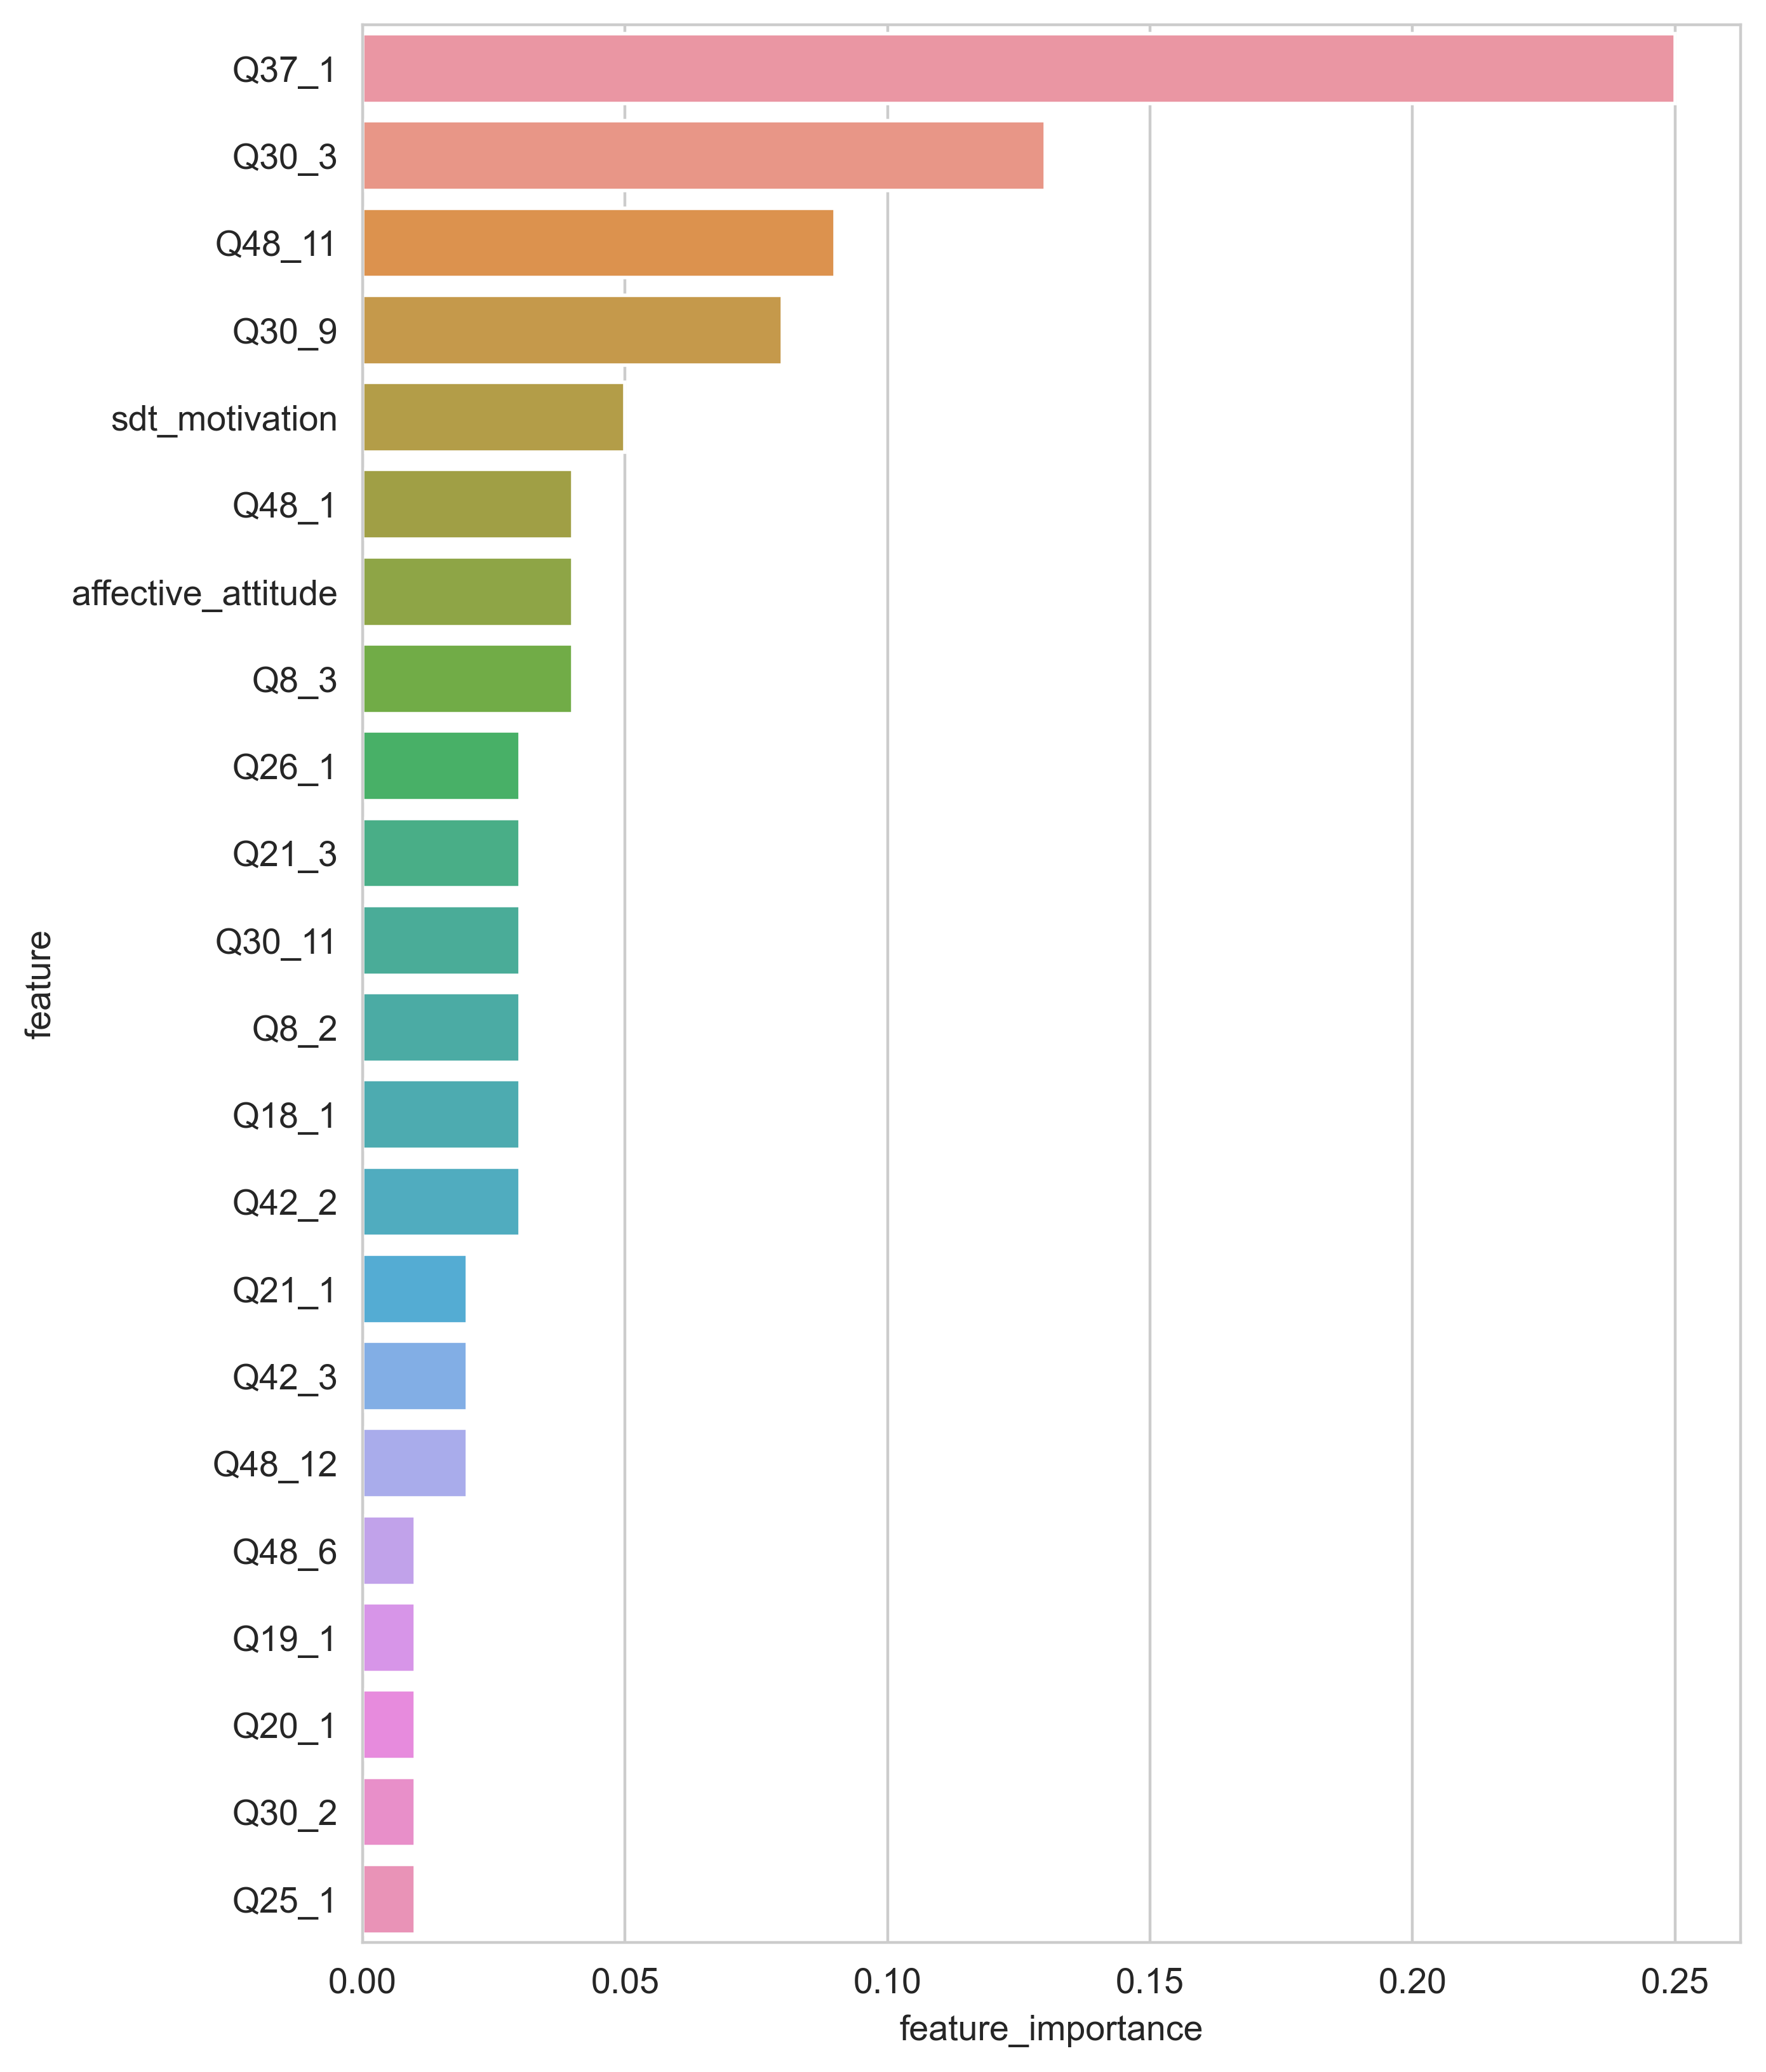 Q37_1
Q30_3
Q48_11
Q30_9
sdt_motivation
Q48_1
affective_attitude
Q8_3
Q26_1
Q21_3
Q30_11
Q8_2
Q18_1
Q42_2
Q21_1
Q42_3
Q48_12
Q48_6
Q19_1
Q20_1
Q30_2
Q25_1
feature
0.00 0.05 0.10 0.15 0.20 0.25
feature_importance